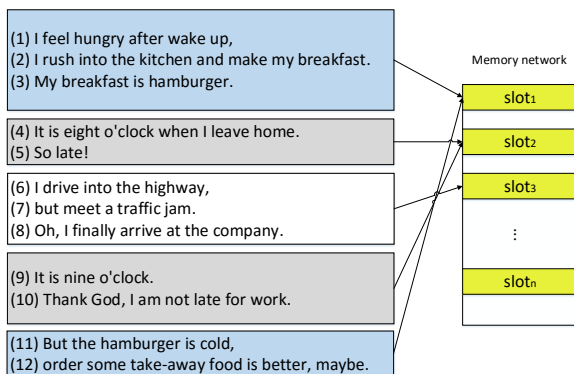 (1) I feel hungry after wake up,
(2) I rush into the kitchen and make my breakfast.
(3) My breakfast is hamburger.
(4) It is eight o'clock when I leave home.
(5) So late!
(6) I drive into the highway,
(7) but meet a traffic jam.
(8) Oh, I finally arrive at the company.
(9) It is nine o'clock.
(10) Thank God, I am not late for work.
(11) But the hamburger is cold,
(12) order some take-away food is better, maybe.
Memory network
slot1
slot2
slot3
⋮
slotn